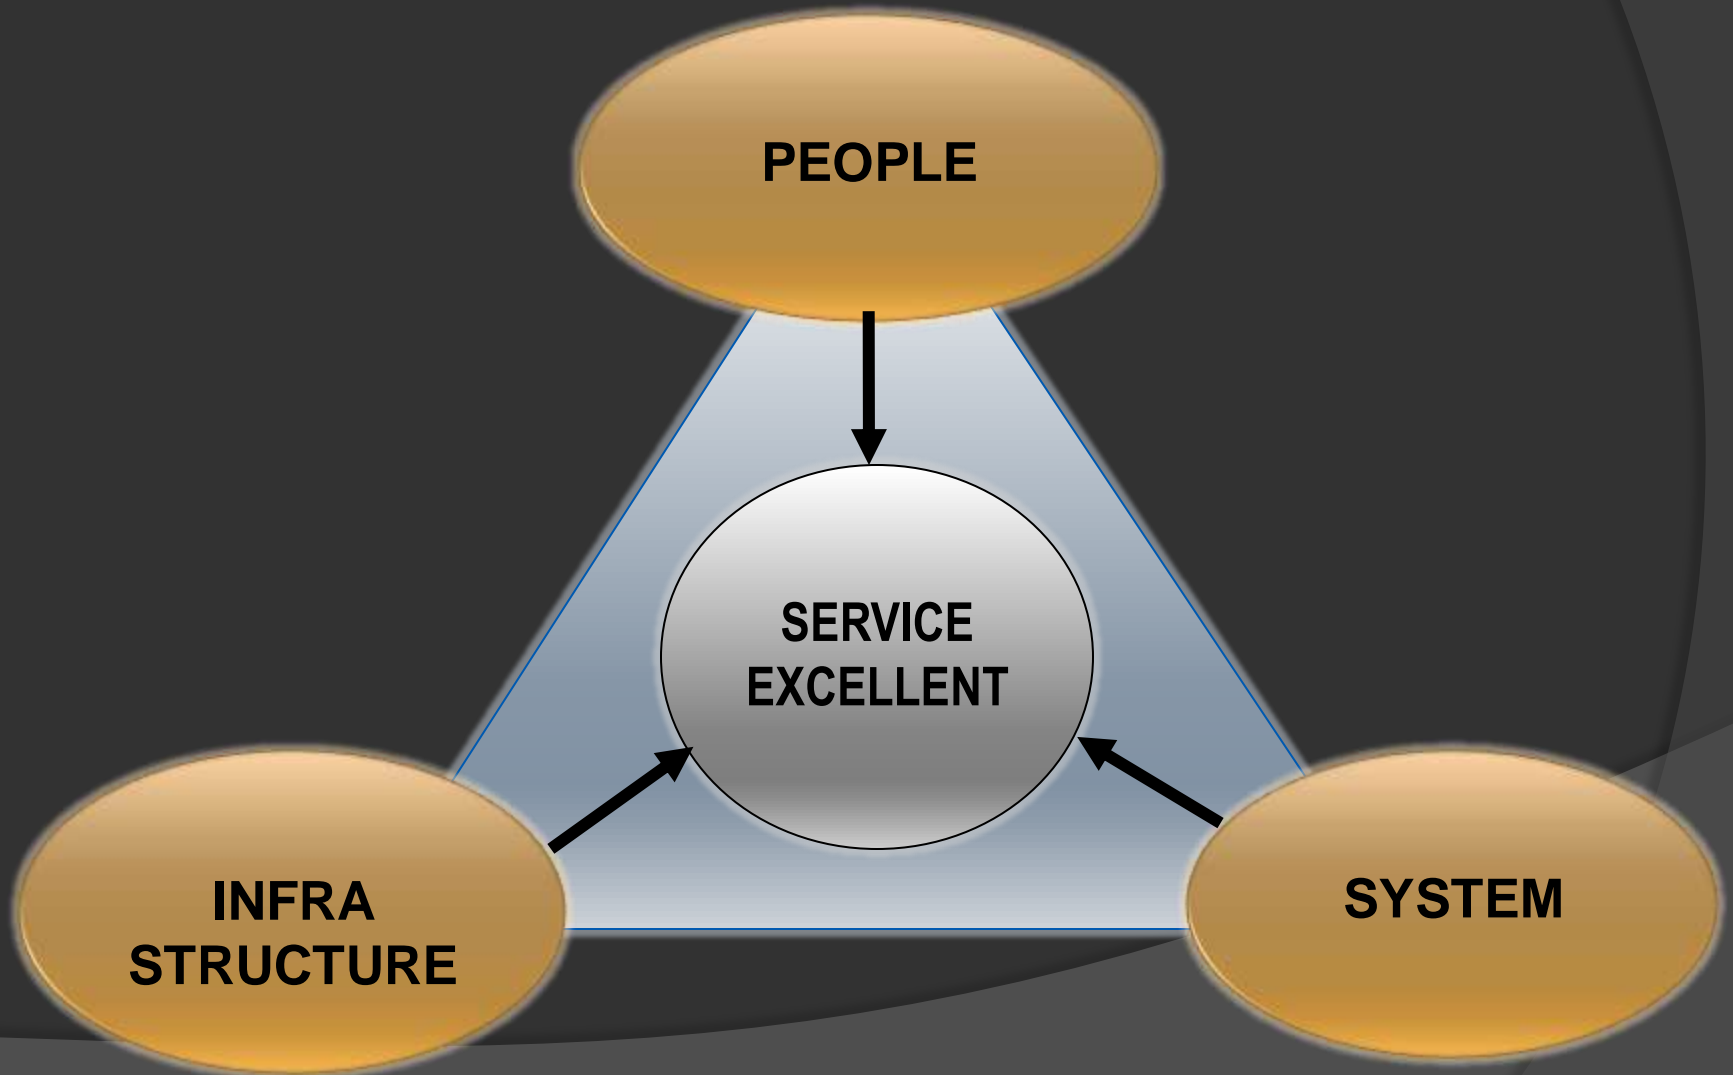 PEOPLE
SERVICE
EXCELLENT
INFRA
STRUCTURE
SYSTEM